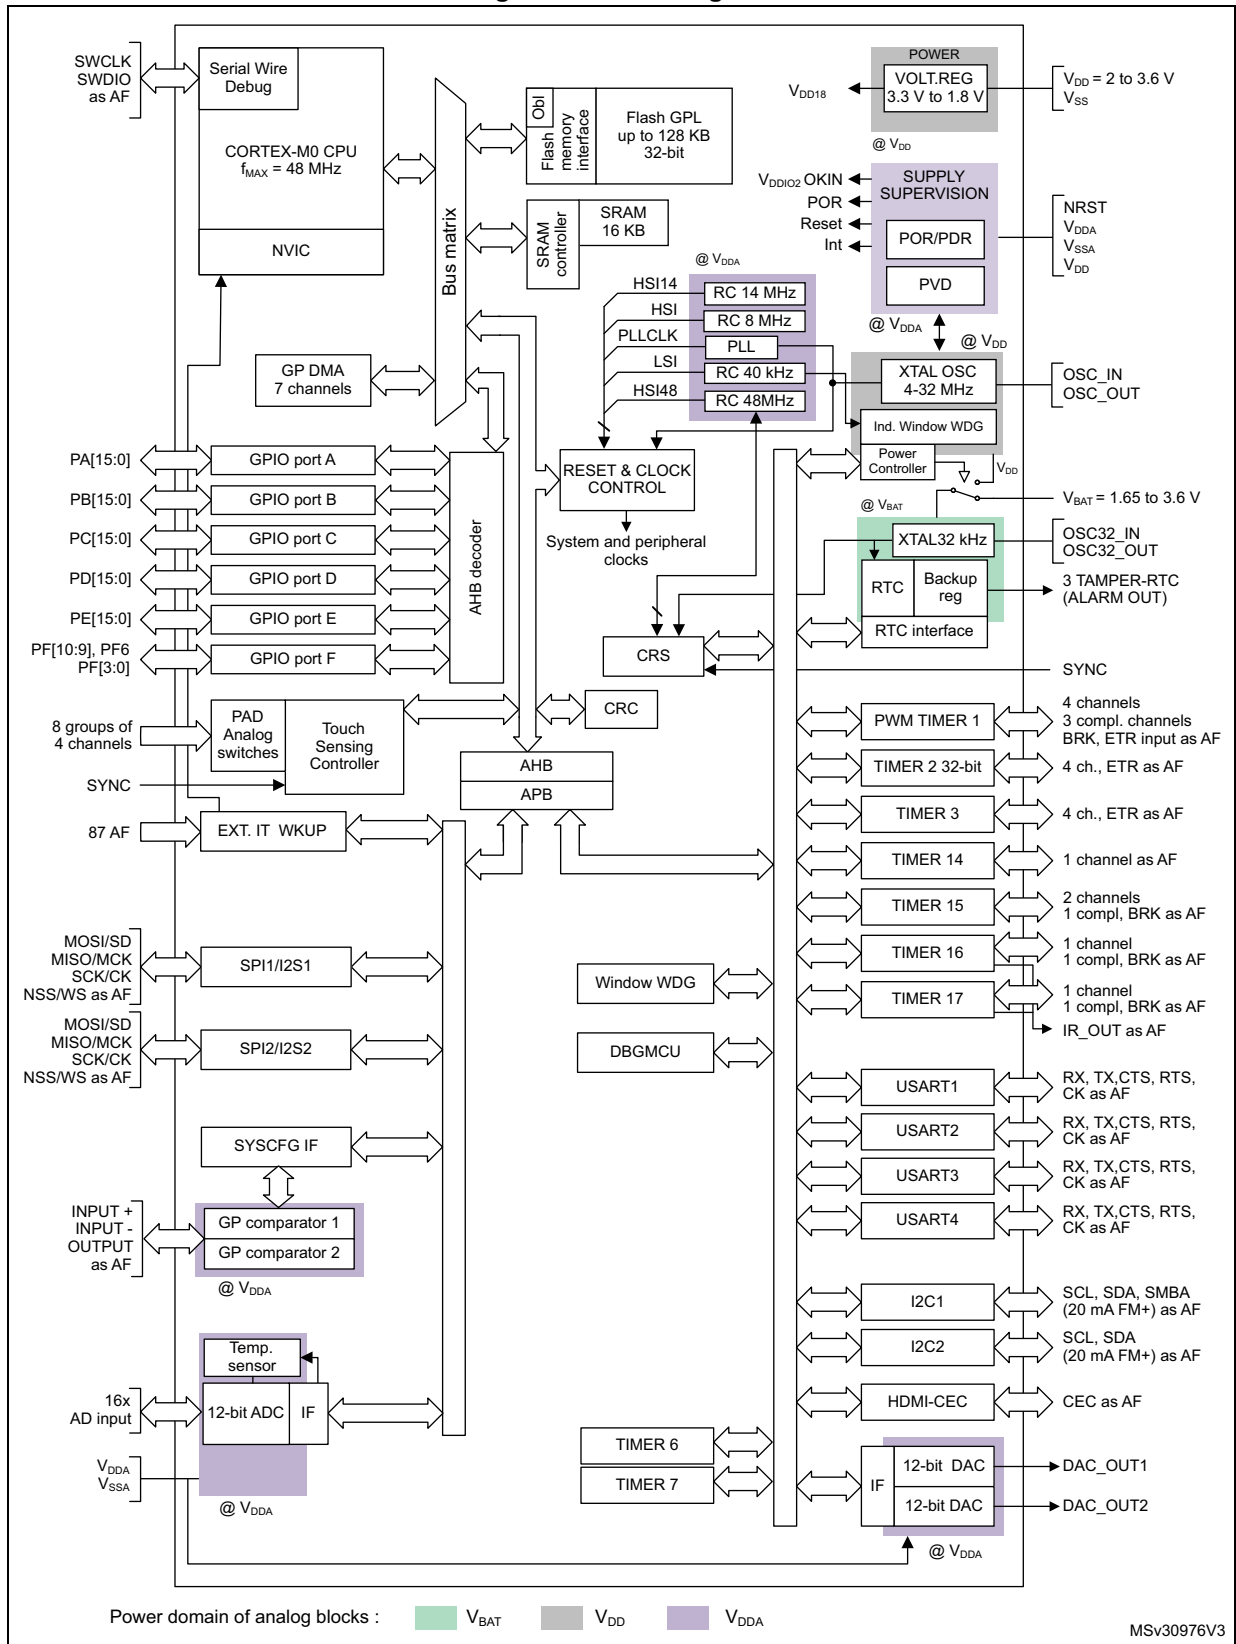 SWCLK
SWDIO
as AF
Serial Wire
Debug
CORTEX-M0 CPU
fMAX = 48 MHz
NVIC
Bus matrix
Obl
Flash
memory
interface
Flash GPL
up to 128 KB
32-bit
SRAM
controller
SRAM
16 KB
POWER
VOLT.REG
3.3 V to 1.8 V
VDD18
VDD = 2 to 3.6 V
VSS
@ VDD
VDDIO2 OKIN
POR
Reset
Int
SUPPLY
SUPERVISION
POR/PDR
PVD
NRST
VDDA
VSSA
VDD
@ VDDA
@ VDD
@ VDDA
HSI14
HSI
PLLCLK
LSI
HSI48
RC 14 MHz
RC 8 MHz
PLL
RC 40 kHz
RC 48MHz
XTAL OSC
4-32 MHz
OSC_IN
OSC_OUT
Ind. Window WDG
Power
Controller
VDD
@ VBAT
VBAT = 1.65 to 3.6 V
XTAL32 kHz
OSC32_IN
OSC32_OUT
RTC
Backup
reg
RTC interface
3 TAMPER-RTC
(ALARM OUT)
GP DMA
7 channels
PA[15:0]
GPIO port A
PB[15:0]
GPIO port B
PC[15:0]
GPIO port C
PD[15:0]
GPIO port D
PE[15:0]
GPIO port E
PF[10:9], PF6
PF[3:0]
GPIO port F
AHB decoder
RESET & CLOCK
CONTROL
System and peripheral
clocks
CRS
SYNC
8 groups of
4 channels
PAD
Analog
switches
Touch
Sensing
Controller
SYNC
CRC
AHB
APB
87 AF
EXT. IT WKUP
MOSI/SD
MISO/MCK
SCK/CK
NSS/WS as AF
SPI1/I2S1
MOSI/SD
MISO/MCK
SCK/CK
NSS/WS as AF
SPI2/I2S2
SYSCFG IF
INPUT +
INPUT -
OUTPUT
as AF
GP comparator 1
GP comparator 2
@ VDDA
Temp.
sensor
16x
AD input
12-bit ADC
IF
VDDA
VSSA
@ VDDA
Window WDG
DBGMCU
TIMER 6
TIMER 7
PWM TIMER 1
4 channels
3 compl. channels
BRK, ETR input as AF
TIMER 2 32-bit
4 ch., ETR as AF
TIMER 3
4 ch., ETR as AF
TIMER 14
1 channel as AF
TIMER 15
2 channels
1 compl, BRK as AF
TIMER 16
1 channel
1 compl, BRK as AF
TIMER 17
1 channel
1 compl, BRK as AF
IR_OUT as AF
USART1
RX, TX,CTS, RTS,
CK as AF
USART2
RX, TX,CTS, RTS,
CK as AF
USART3
RX, TX,CTS, RTS,
CK as AF
USART4
RX, TX,CTS, RTS,
CK as AF
I2C1
SCL, SDA, SMBA
(20 mA FM+) as AF
I2C2
SCL, SDA
(20 mA FM+) as AF
HDMI-CEC
CEC as AF
IF
12-bit DAC
12-bit DAC
DAC_OUT1
DAC_OUT2
@ VDDA
Power domain of analog blocks :
VBAT
VDD
VDDA
MSv30976V3